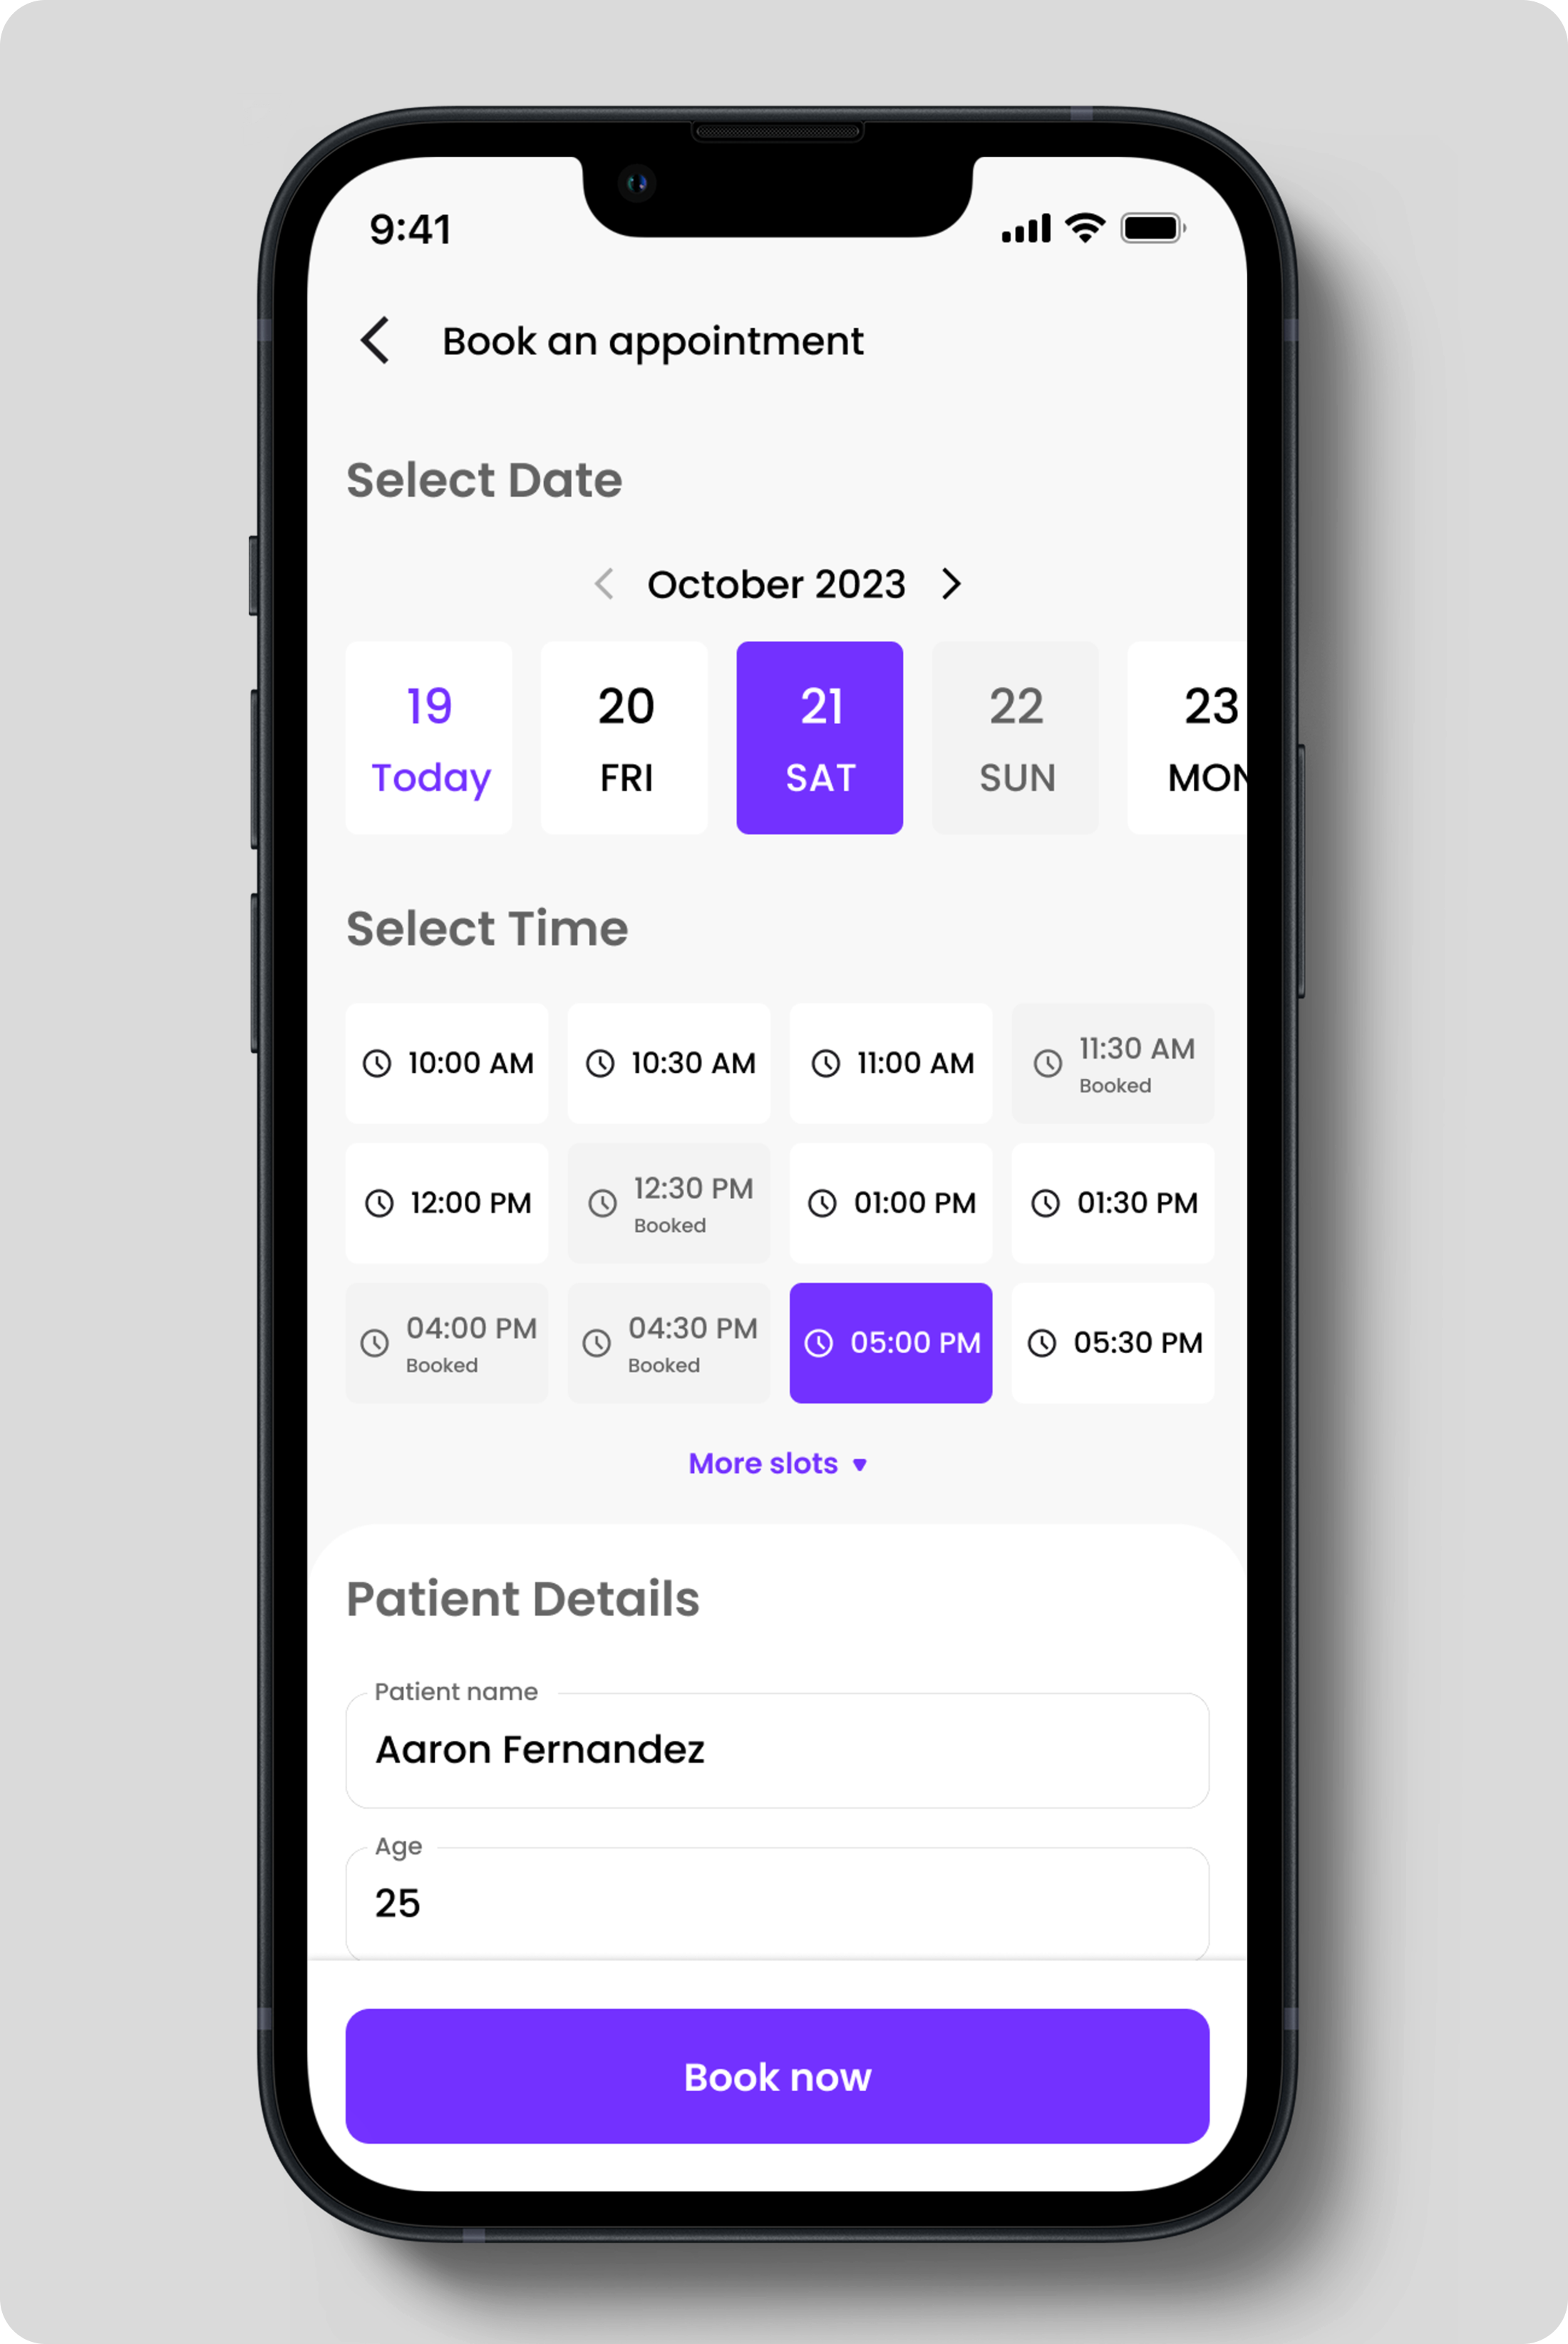 9:41
Book an appointment
Select Date
October 2023
19 20 21 22 23
Today FRI SAT SUN MON
Select Time
10:00 AM 10:30 AM 11:00 AM 11:30 AM
Booked
12:00 PM 12:30 PM 01:00 PM 01:30 PM
Booked
04:00 PM 04:30 PM 05:00 PM 05:30 PM
Booked Booked
More slots
Patient Details
Patient name
Aaron Fernandez
Age
25
Book now